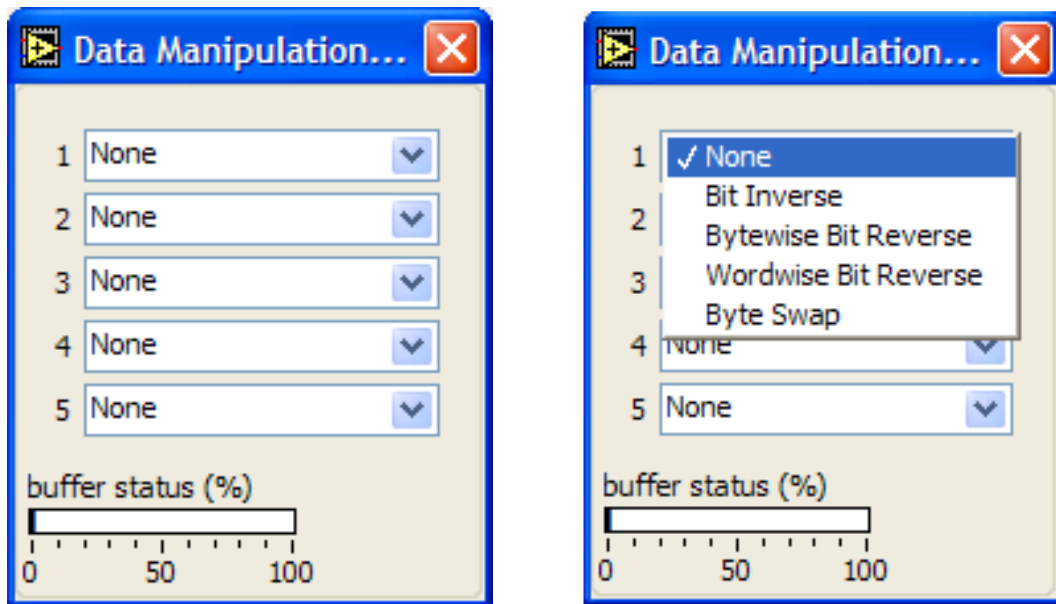 Data Manipulation...
1 None
2 None
3 None
4 None
5 None
buffer status (%)
0 50 100
Data Manipulation...
1 ✓ None
Bit Inverse
2
Bytewise Bit Reverse
3 Wordwise Bit Reverse
Byte Swap
4 None
5 None
buffer status (%)
0 50 100